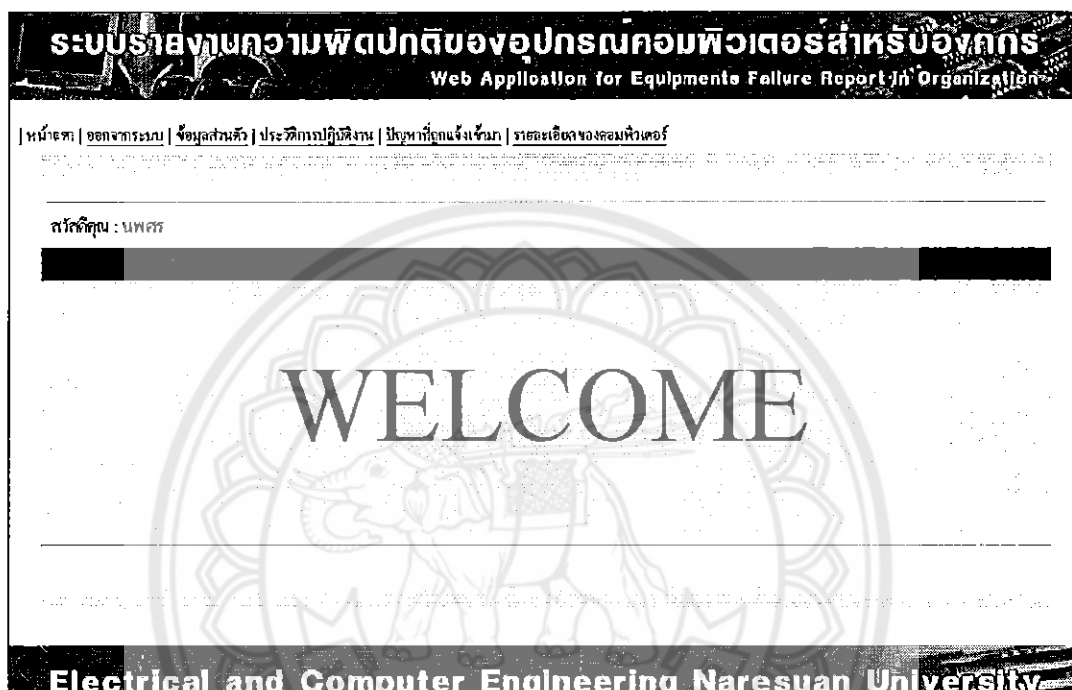 ระบบรายงานความผิดปกติของอุปกรณ์คอมพิวเตอร์สำหรับองค์กร
Web Application for Equipments Failure Report in Organization
|หน้าแรก | ออกจากระบบ | ข้อมูลส่วนตัว | ประวัติการปฏิบัติงาน | ปัญหาที่ถูกแจ้งเข้ามา | รายละเอียดของคอมพิวเตอร์
สวัสดีคุณ : นพศร
WELCOME
Electrical and Computer Engineering Naresuan University